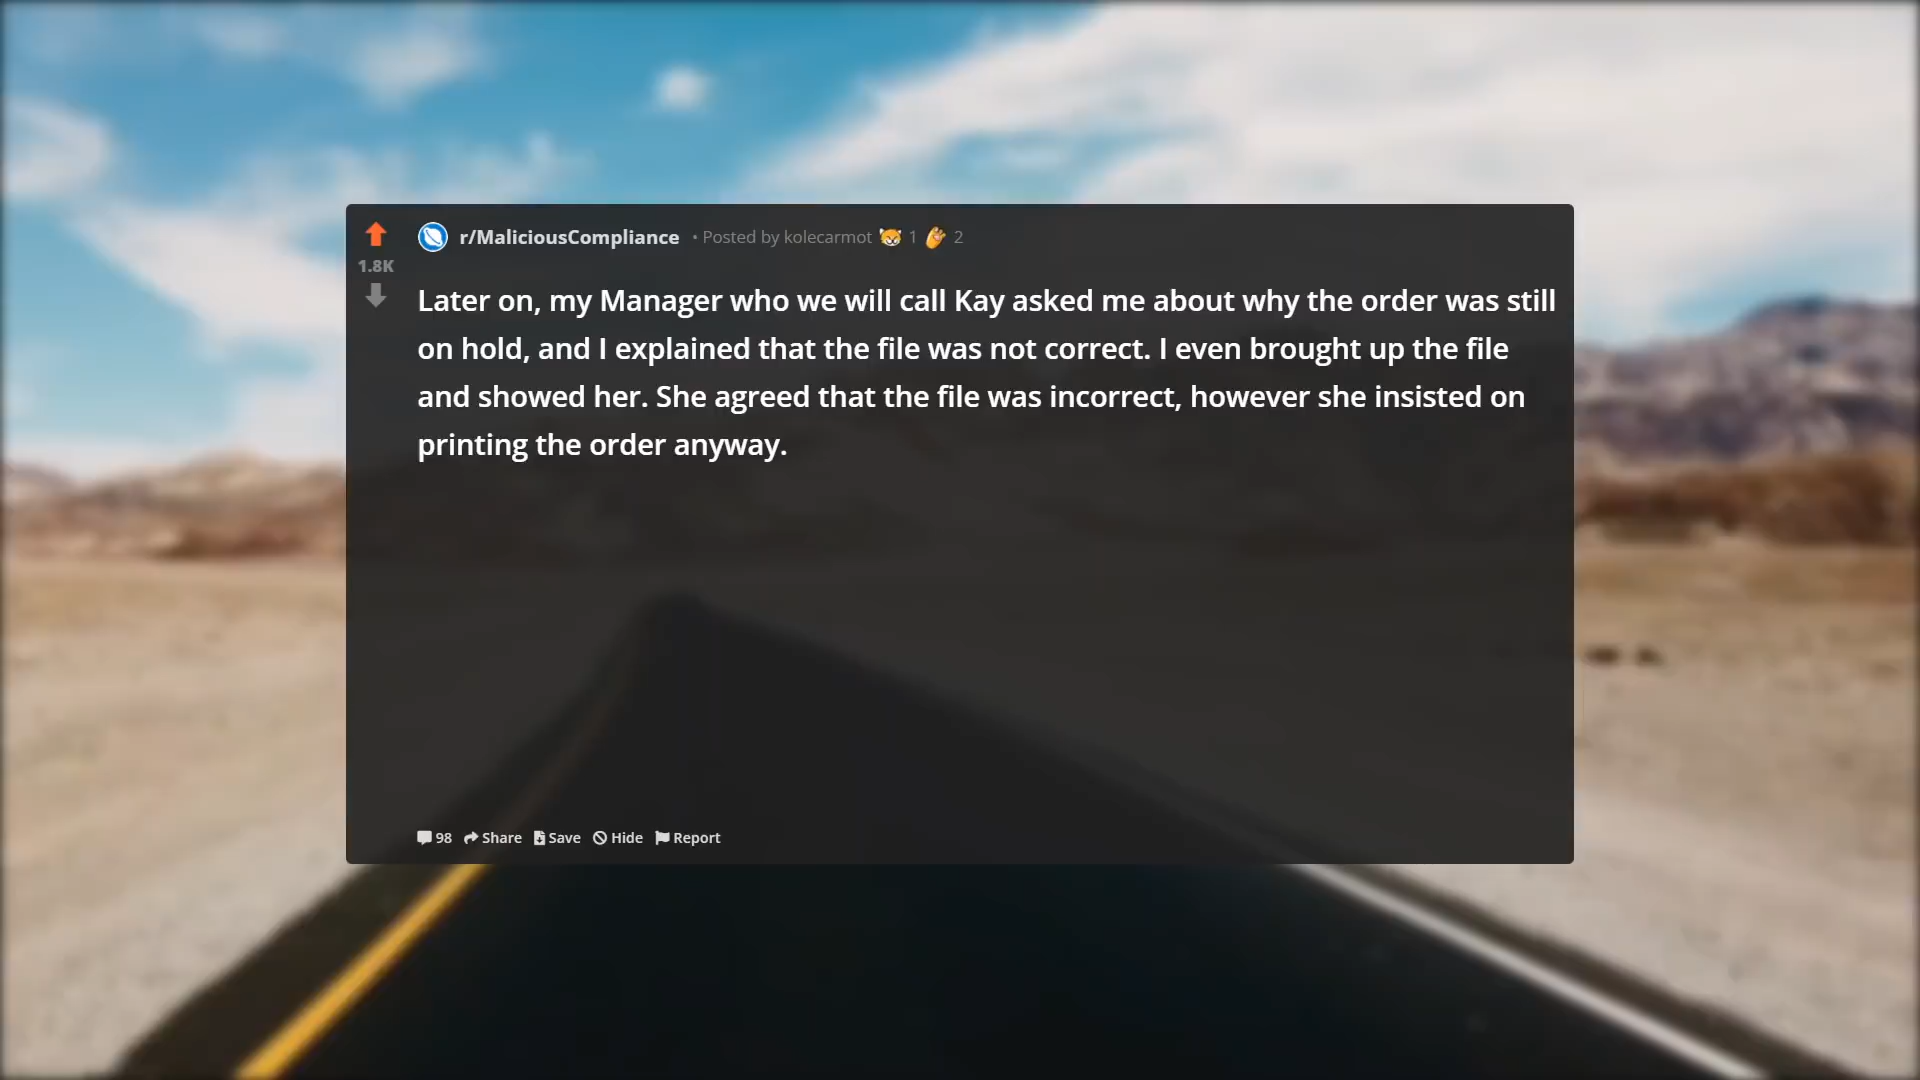 r/MaliciousCompliance • Posted by kolecarmot 1 2
1.8K
Later on, my Manager who we will call Kay asked me about why the order was still
on hold, and I explained that the file was not correct. I even brought up the file
and showed her. She agreed that the file was incorrect, however she insisted on
printing the order anyway.
98 Share Save Hide Report